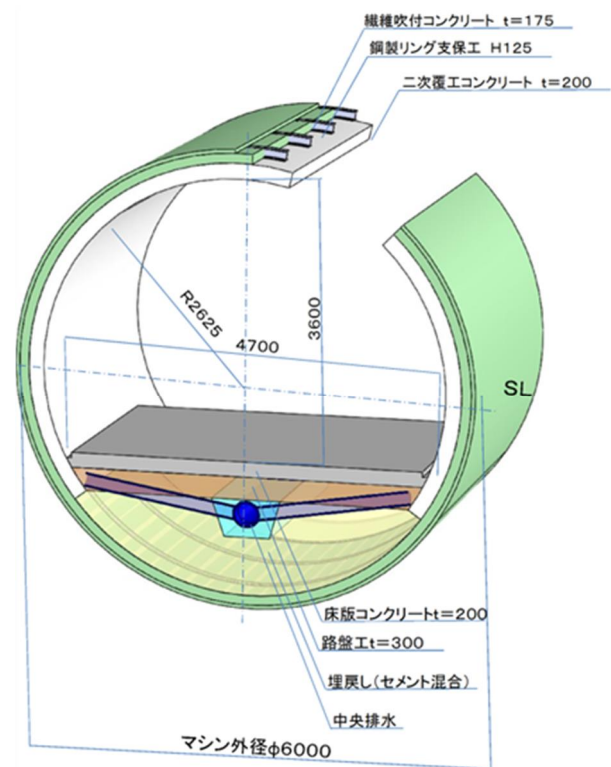 繊維吹付コンクリート t=175
鋼製リング支保工 H125
二次覆工コンクリート t=200
R2625
3600
4700
SL
床版コンクリートt=200
路盤工t=300
埋戻し(セメント混合)
中央排水
マシン外径φ6000